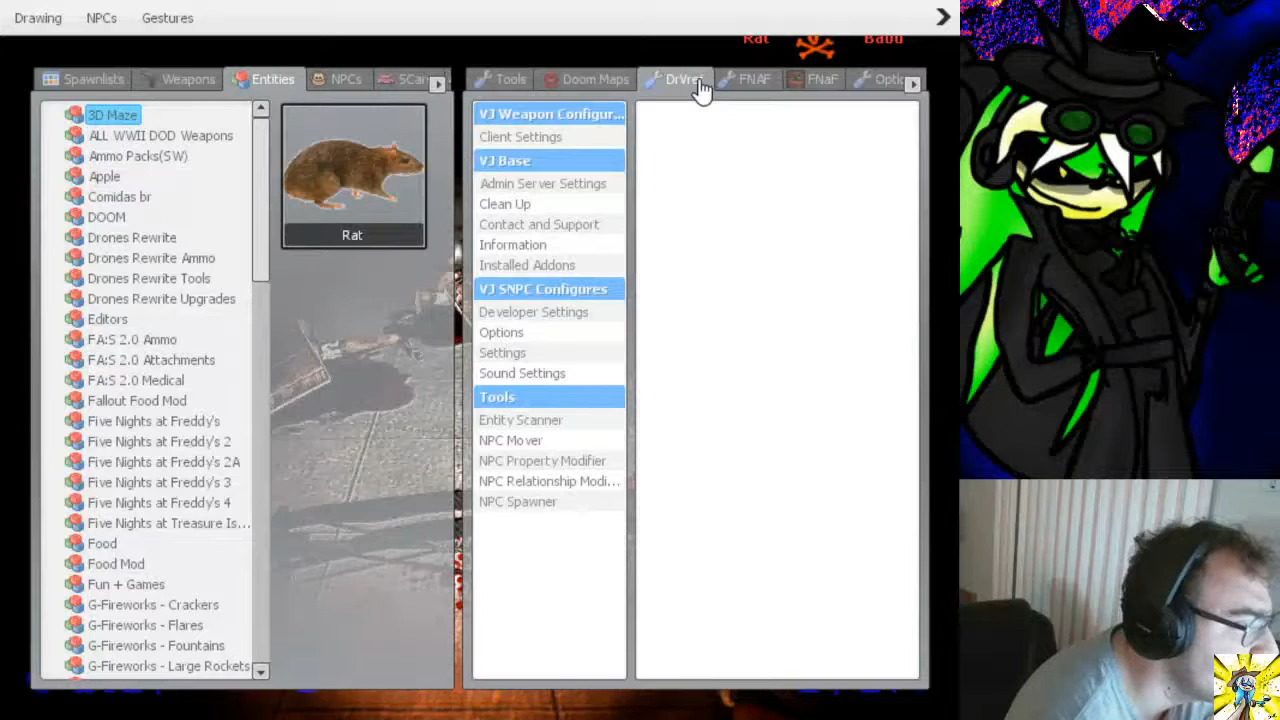 Drawing NPCs Gestures
Rat Babu
Spawnlists Weapons Entities NPCs SCar
Tools Doom Maps DrVre FNAF FNaF Optio
3D Maze
ALL WWII DOD Weapons
Ammo Packs(SW)
Apple
Comidas br
DOOM
Drones Rewrite
Drones Rewrite Ammo
Drones Rewrite Tools
Drones Rewrite Upgrades
Editors
FA:S 2.0 Ammo
FA:S 2.0 Attachments
FA:S 2.0 Medical
Fallout Food Mod
Five Nights at Freddy's
Five Nights at Freddy's 2
Five Nights at Freddy's 2A
Five Nights at Freddy's 3
Five Nights at Freddy's 4
Five Nights at Treasure Is...
Food
Food Mod
Fun + Games
G-Fireworks - Crackers
G-Fireworks - Flares
G-Fireworks - Fountains
G-Fireworks - Large Rockets
Rat
VJ Weapon Configur...
Client Settings
VJ Base
Admin Server Settings
Clean Up
Contact and Support
Information
Installed Addons
VJ SNPC Configures
Developer Settings
Options
Settings
Sound Settings
Tools
Entity Scanner
NPC Mover
NPC Property Modifier
NPC Relationship Modi...
NPC Spawner